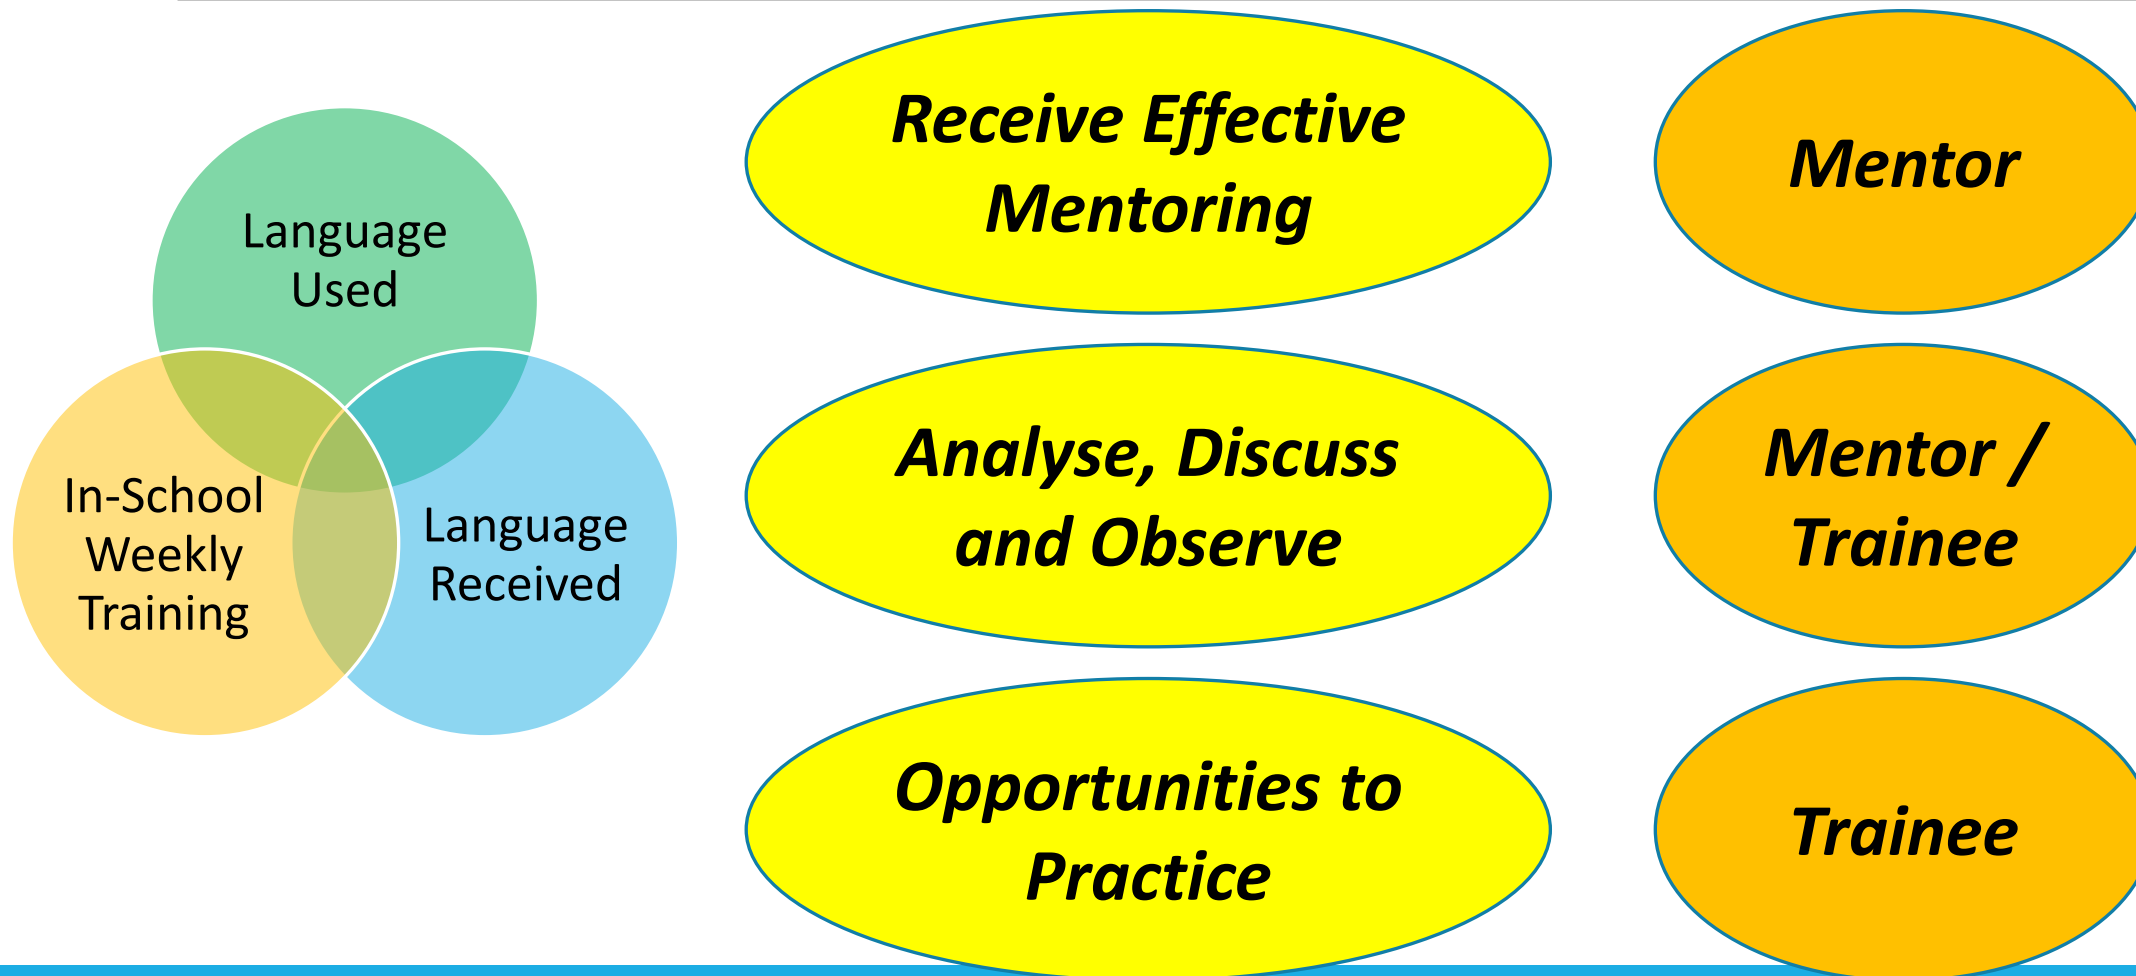 Language
Used
In-School
Weekly
Training
Language
Received
Receive Effective
Mentoring
Mentor
Analyse, Discuss
and Observe
Mentor /
Trainee
Opportunities to
Practice
Trainee